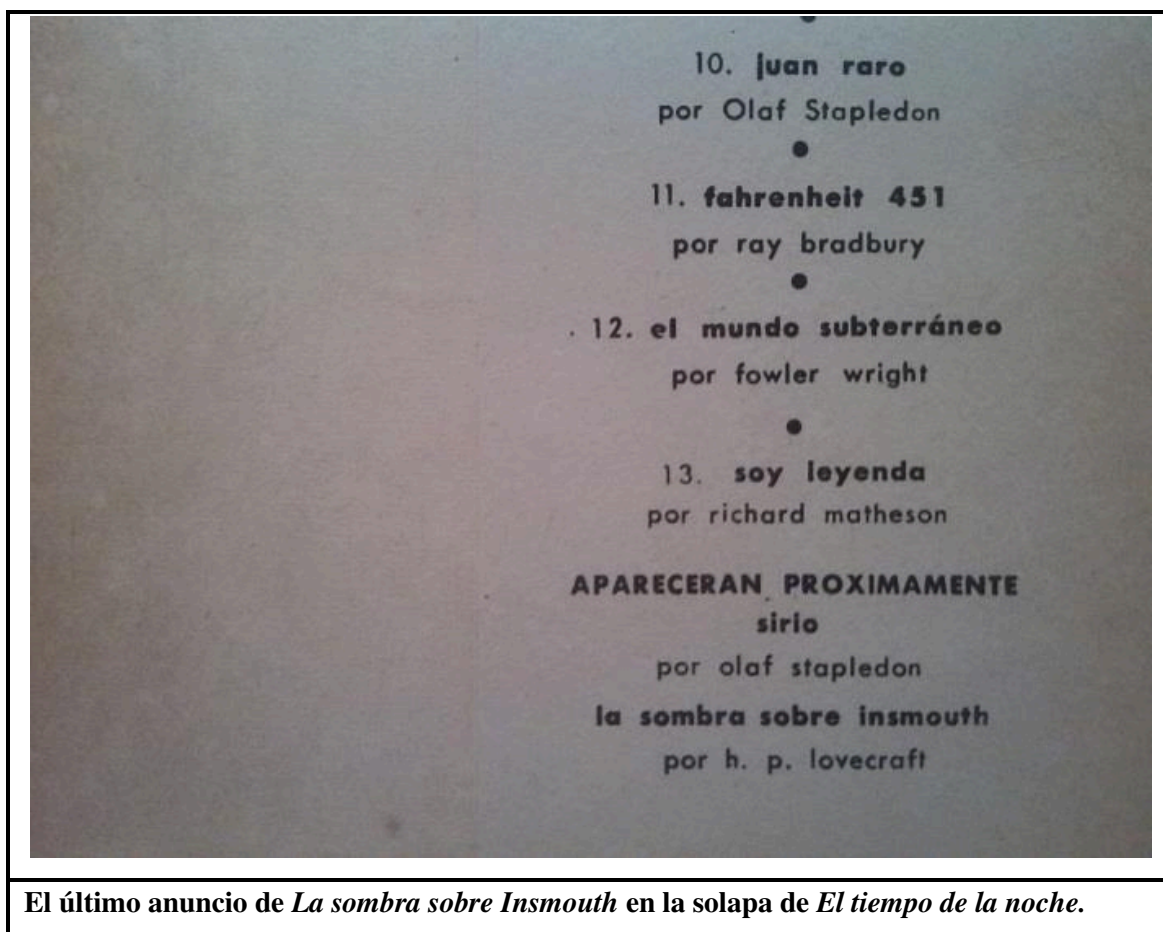 10. juan raro
por Olaf Stapledon
11. fahrenheit 451
por ray bradbury
12. el mundo subterráneo
por fowler wright
13. soy leyenda
por richard matheson
APARECERAN PROXIMAMENTE
sirio
por olaf stapledon
la sombra sobre insmouth
por h. p. lovecraft
El último anuncio de La sombra sobre Insmouth en la solapa de El tiempo de la noche.